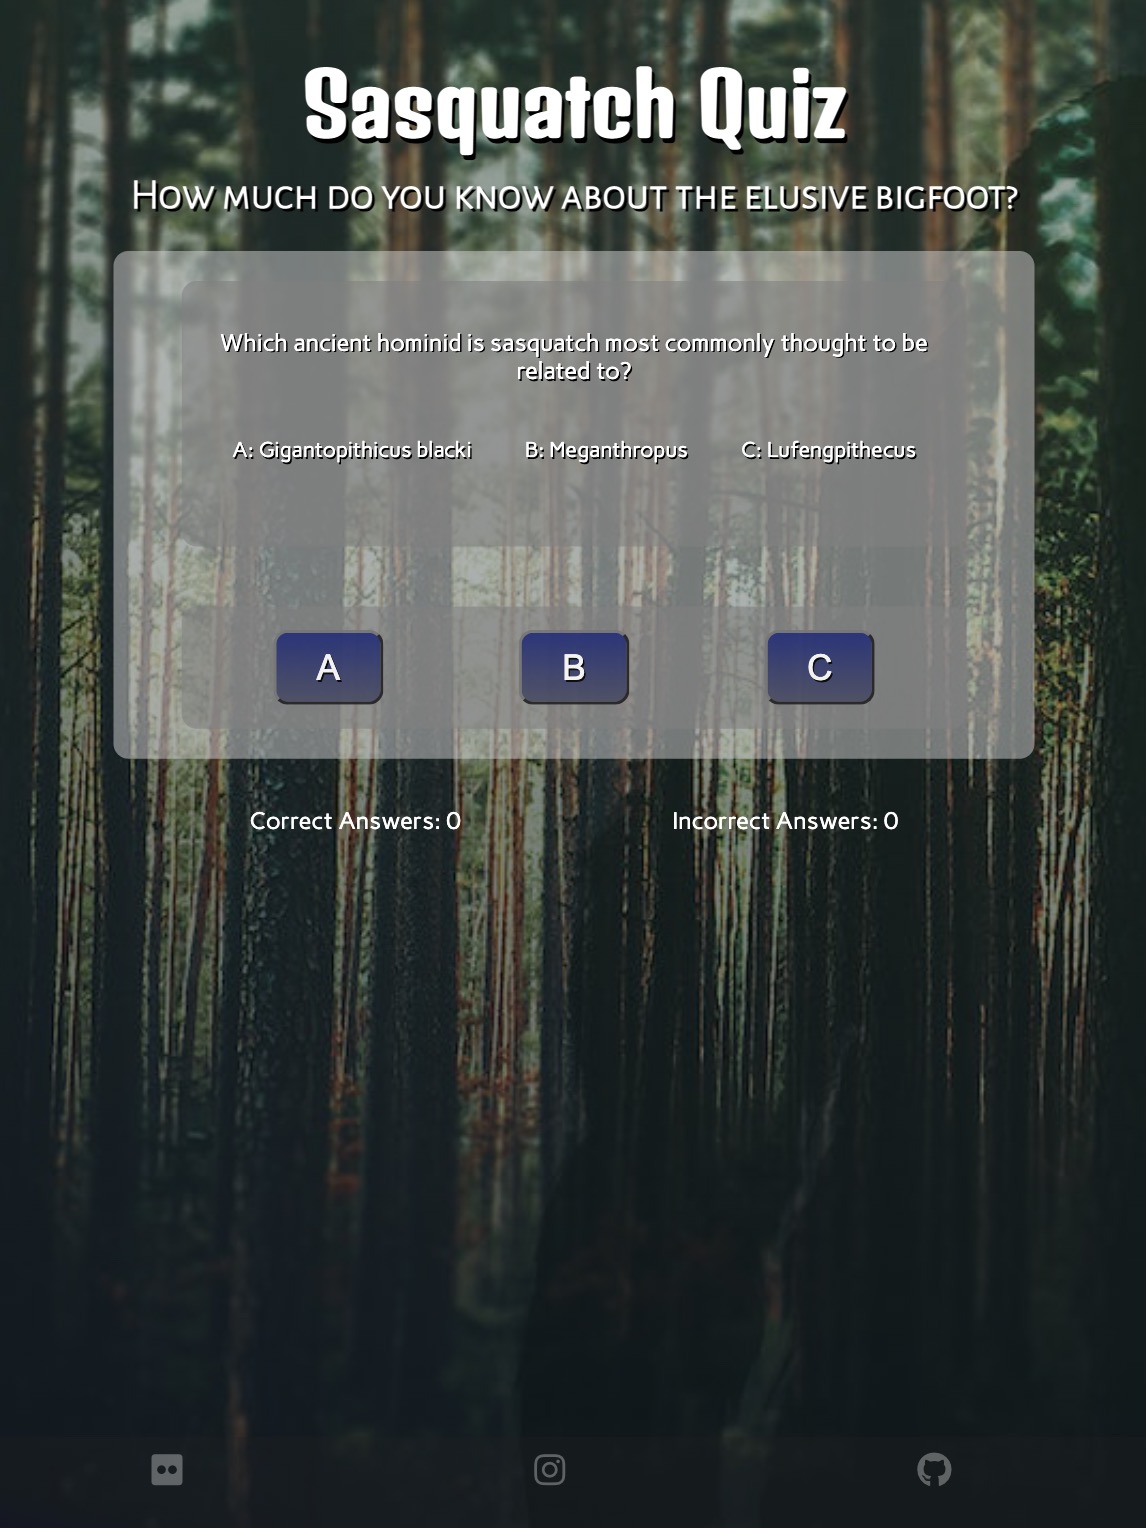 Sasquatch Quiz
How much do you know about the elusive bigfoot?
Which ancient hominid is sasquatch most commonly thought to be
related to?
A: Gigantopithicus blacki B: Meganthropus C: Lufengpithecus
A B C
Correct Answers: 0 Incorrect Answers: 0